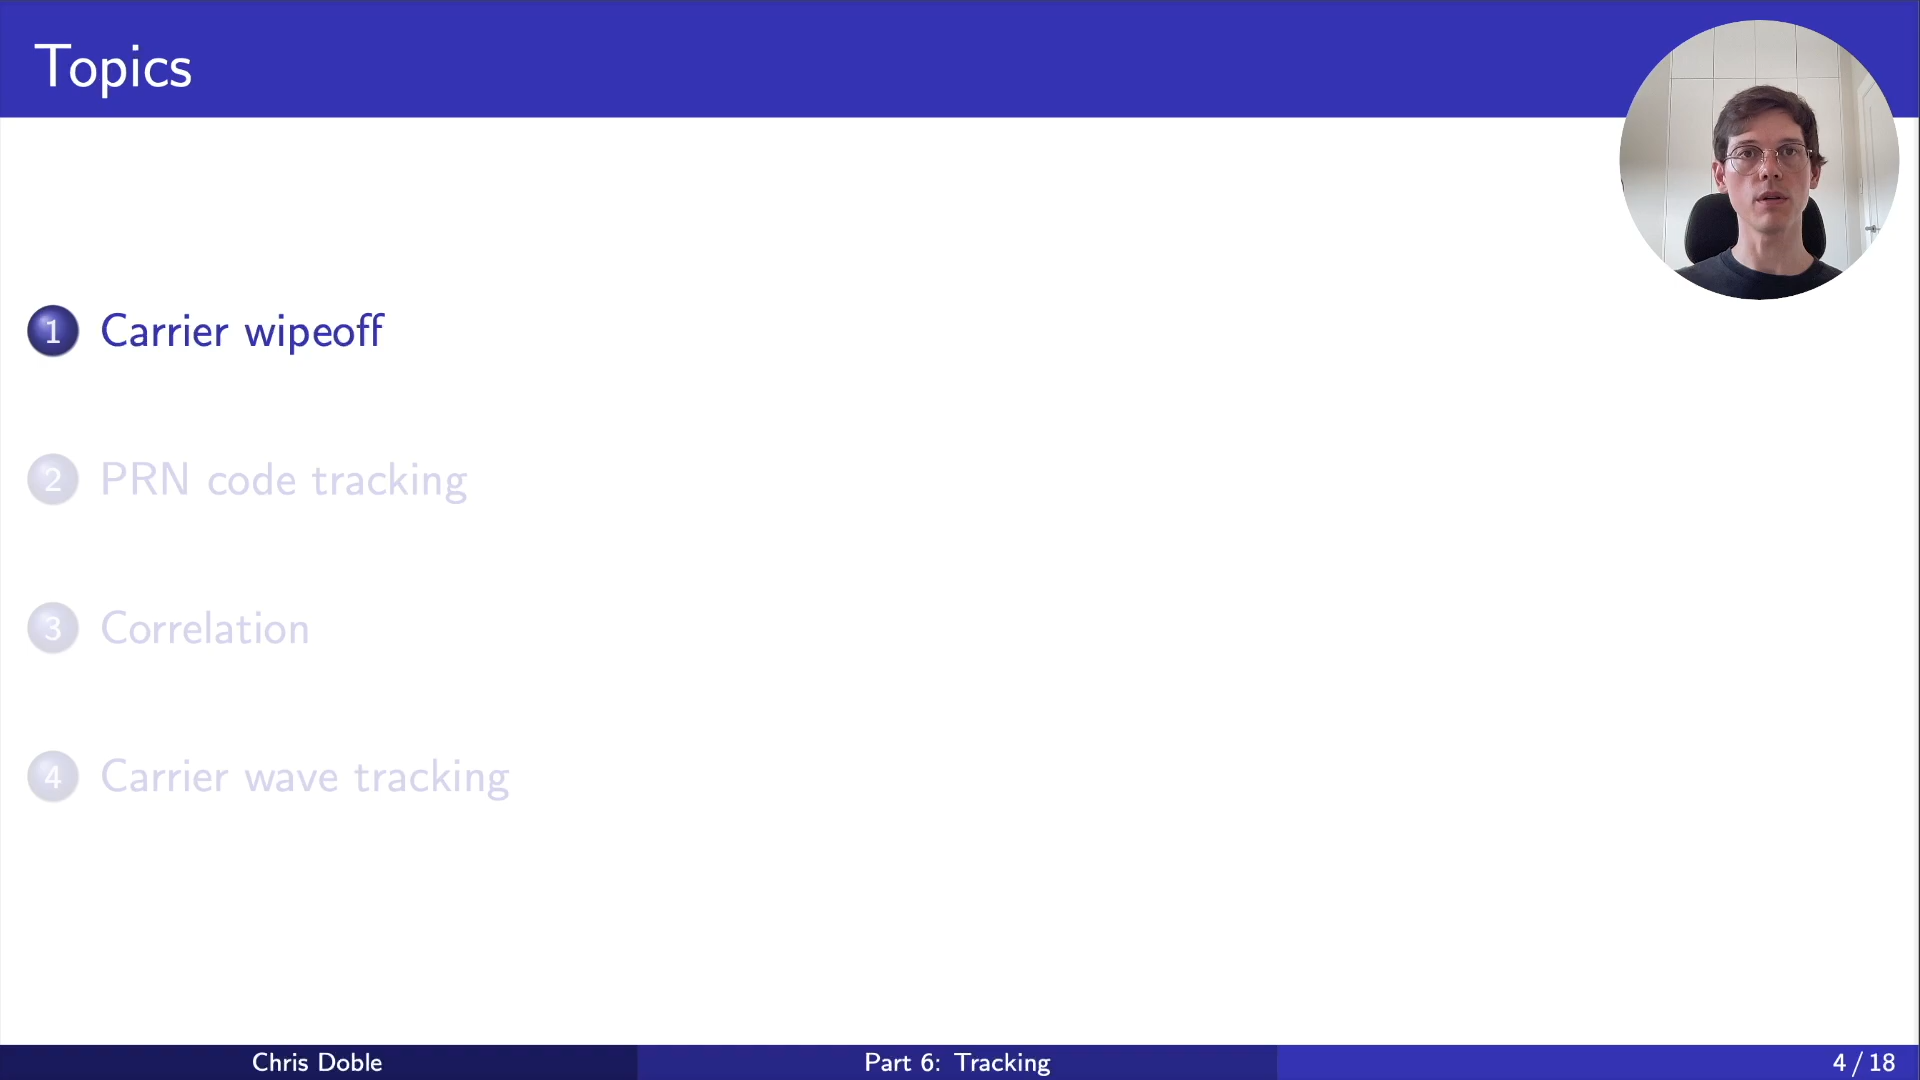 Topics
1 Carrier wipeoff
2 PRN code tracking
3 Correlation
4 Carrier wave tracking
Chris Doble
Part 6: Tracking
4 / 18